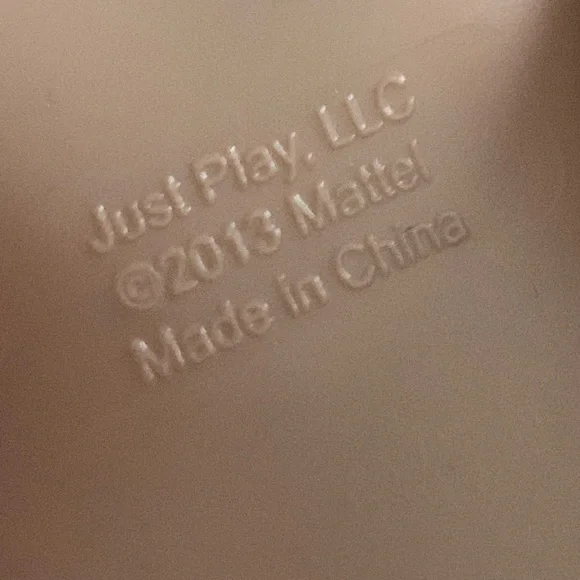 Just Play, LLC
©2013 Mattel
Made in China